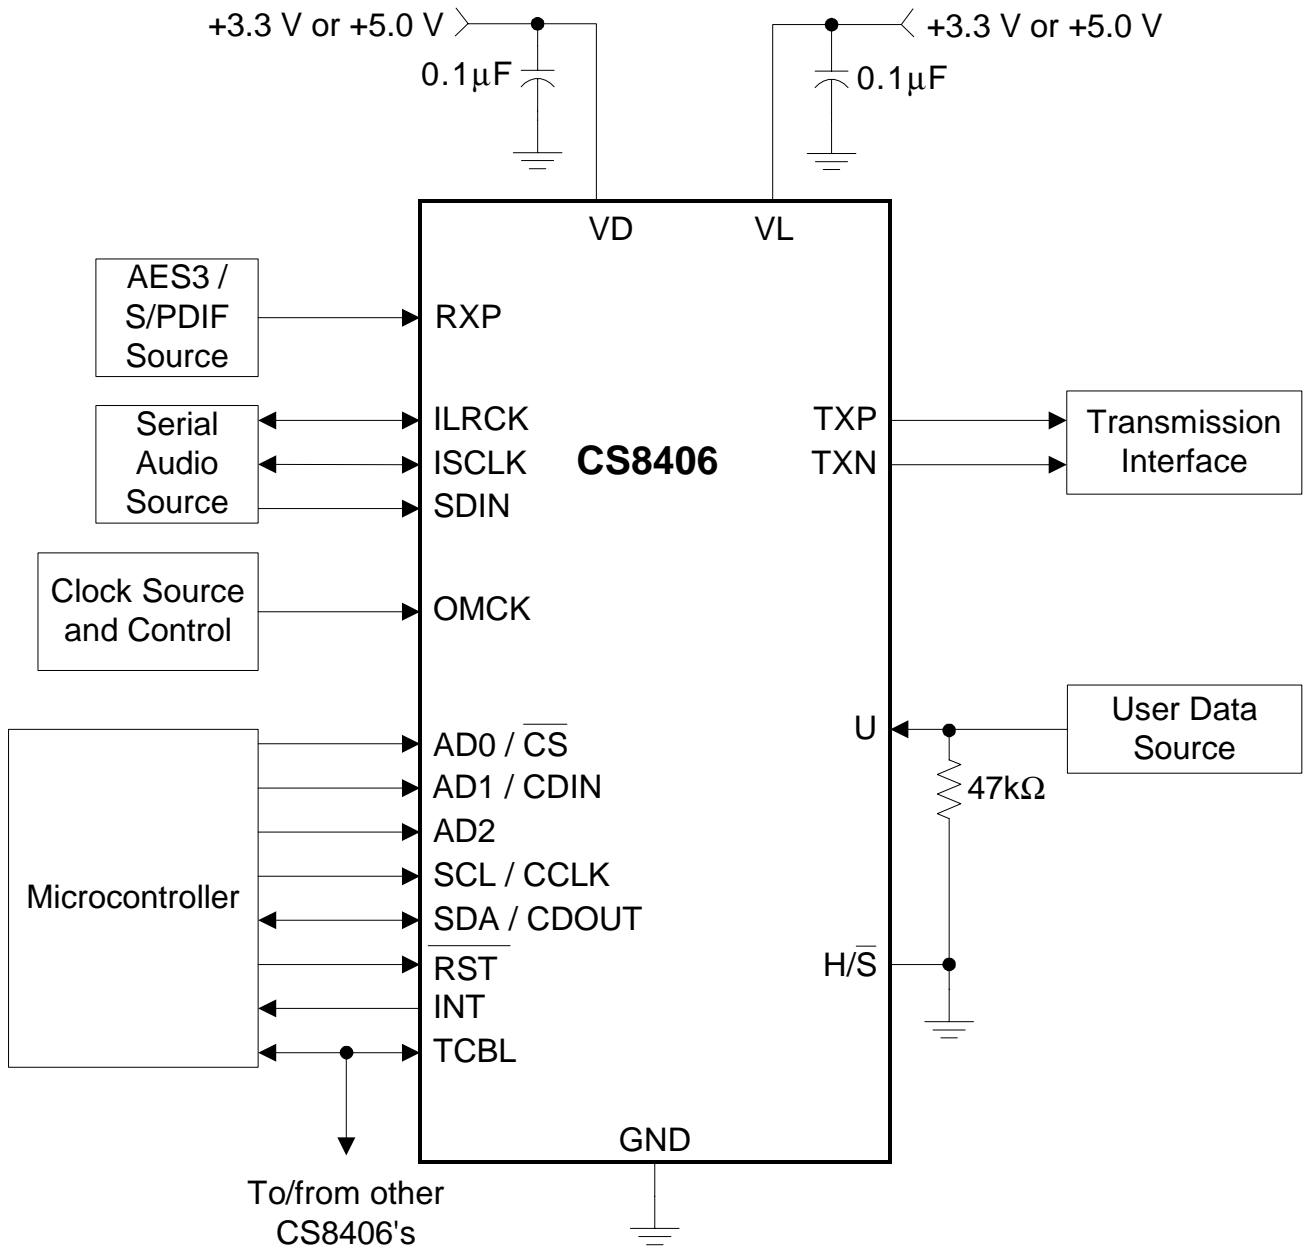 +3.3 V or +5.0 V
+3.3 V or +5.0 V
0.1μF
0.1μF
VD
VL
AES3 /
S/PDIF
Source
RXP
Serial
Audio
Source
ILRCK
ISCLK
SDIN
CS8406
TXP
TXN
Transmission
Interface
Clock Source
and Control
OMCK
U
User Data
Source
47kΩ
Microcontroller
AD0 / C̅S̅
AD1 / CDIN
AD2
SCL / CCLK
SDA / CDOUT
R̅S̅T̅
INT
TCBL
H/S̅
GND
To/from other
CS8406's